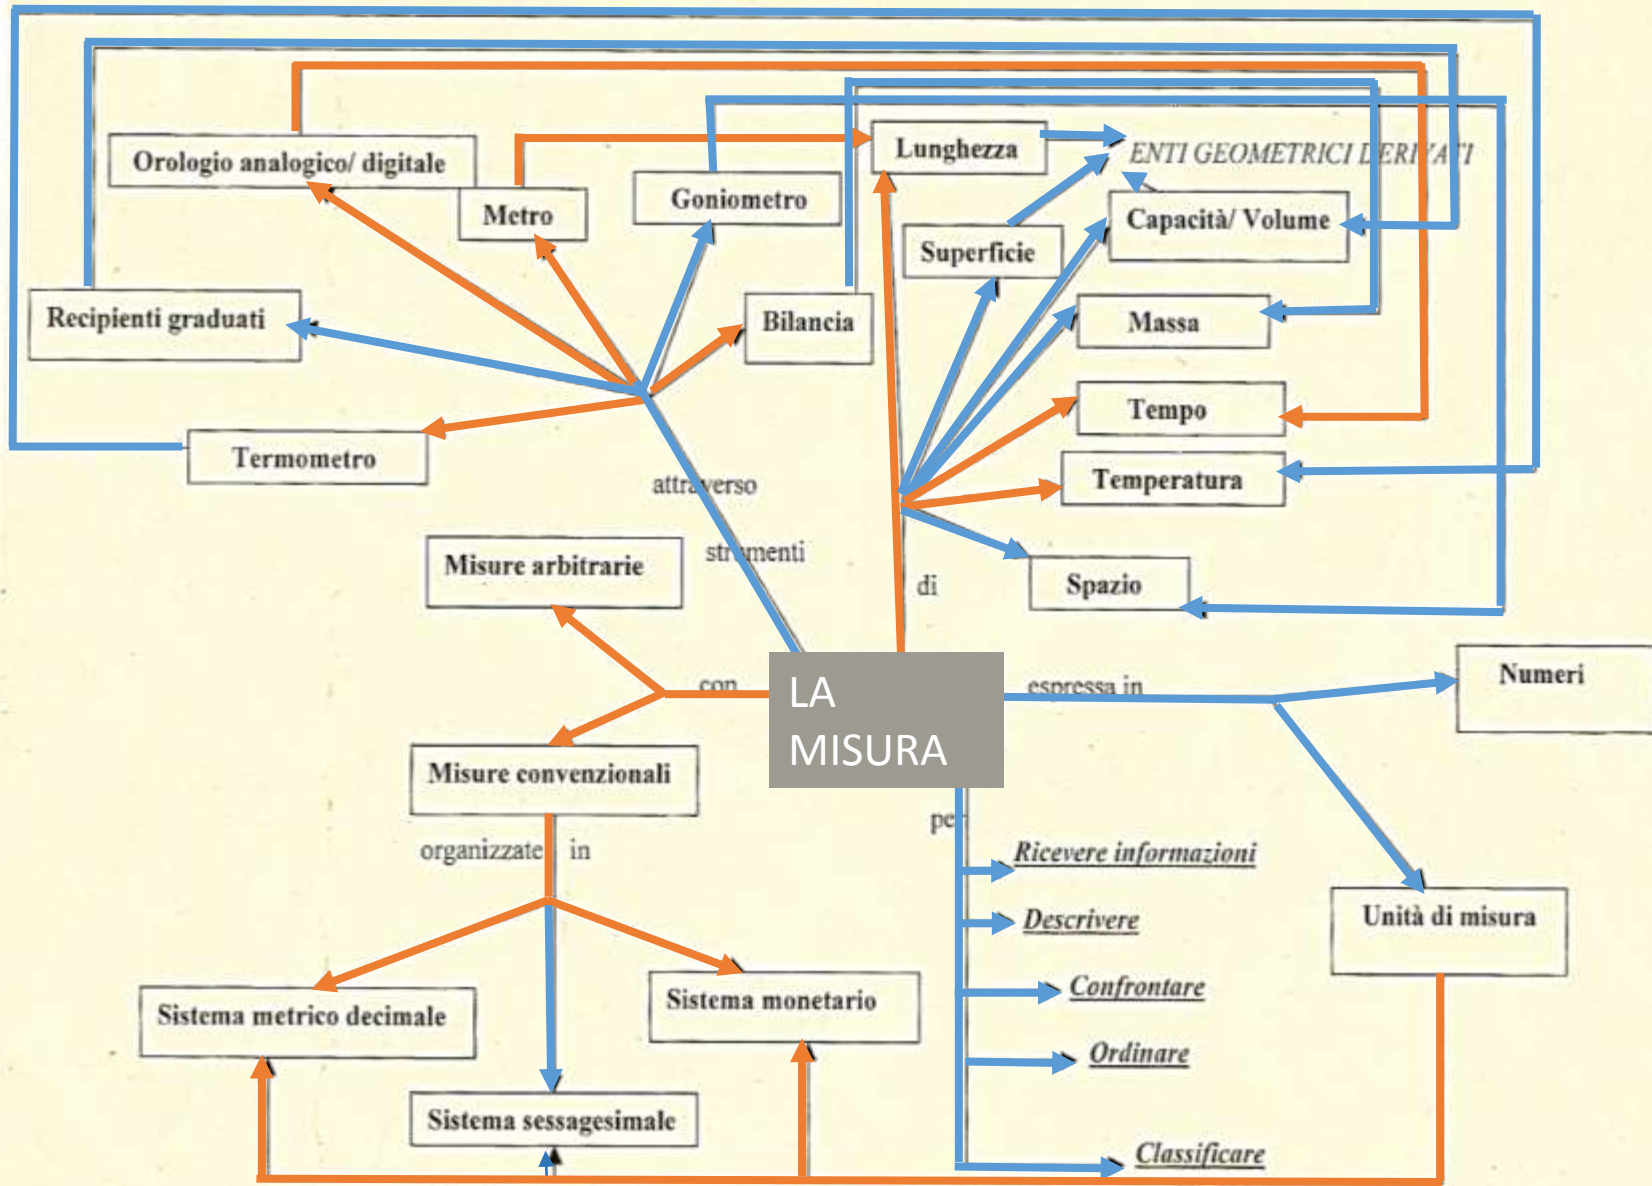 Orologio analogico/ digitale
Metro
Goniometro
Lunghezza
ENTI GEOMETRICI DERIVATI
Capacità/ Volume
Superficie
Recipienti graduati
Bilancia
Massa
Tempo
Termometro
Temperatura
attraverso
strumenti
Misure arbitrarie
di
Spazio
con
LA
MISURA
espressa in
Numeri
Misure convenzionali
organizzate in
per
Ricevere informazioni
Descrivere
Unità di misura
Confrontare
Sistema metrico decimale
Sistema monetario
Ordinare
Sistema sessagesimale
Classificare